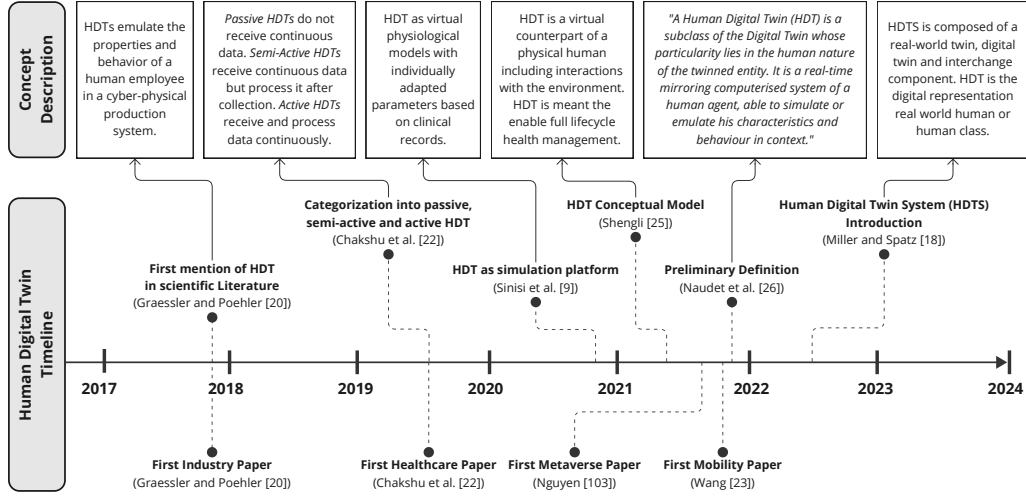 Concept
Description
HDTs emulate the
properties and
behavior of a
human employee
in a cyber-physical
production
system.
Passive HDTs do not
receive continuous
data. Semi-Active HDTs
receive continuous data
but process it after
collection. Active HDTs
receive and process
data continuously.
HDT as virtual
physiological
models with
individually
adapted
parameters based
on clinical
records.
HDT is a virtual
counterpart of a
physical human
including interactions
with the environment.
HDT is meant the
enable full lifecycle
health management.
"A Human Digital Twin (HDT) is a
subclass of the Digital Twin whose
particularity lies in the human nature
of the twinned entity. It is a real-time
mirroring computerised system of a
human agent, able to simulate or
emulate his characteristics and
behaviour in context."
HDTS is composed of a
real-world twin, digital
twin and interchange
component. HDT is the
digital representation
real world human or
human class.
Human Digital Twin
Timeline
First mention of HDT
in scientific Literature
(Graessler and Poehler [20])
Categorization into passive,
semi-active and active HDT
(Chakshu et al. [22])
HDT as simulation platform
(Sinisi et al. [9])
HDT Conceptual Model
(Shengli [25])
Preliminary Definition
(Naudet et al. [26])
Human Digital Twin System (HDTS)
Introduction
(Miller and Spatz [18])
2017
2018
2019
2020
2021
2022
2023
2024
First Industry Paper
(Graessler and Poehler [20])
First Healthcare Paper
(Chakshu et al. [22])
First Metaverse Paper
(Nguyen [103])
First Mobility Paper
(Wang [23])